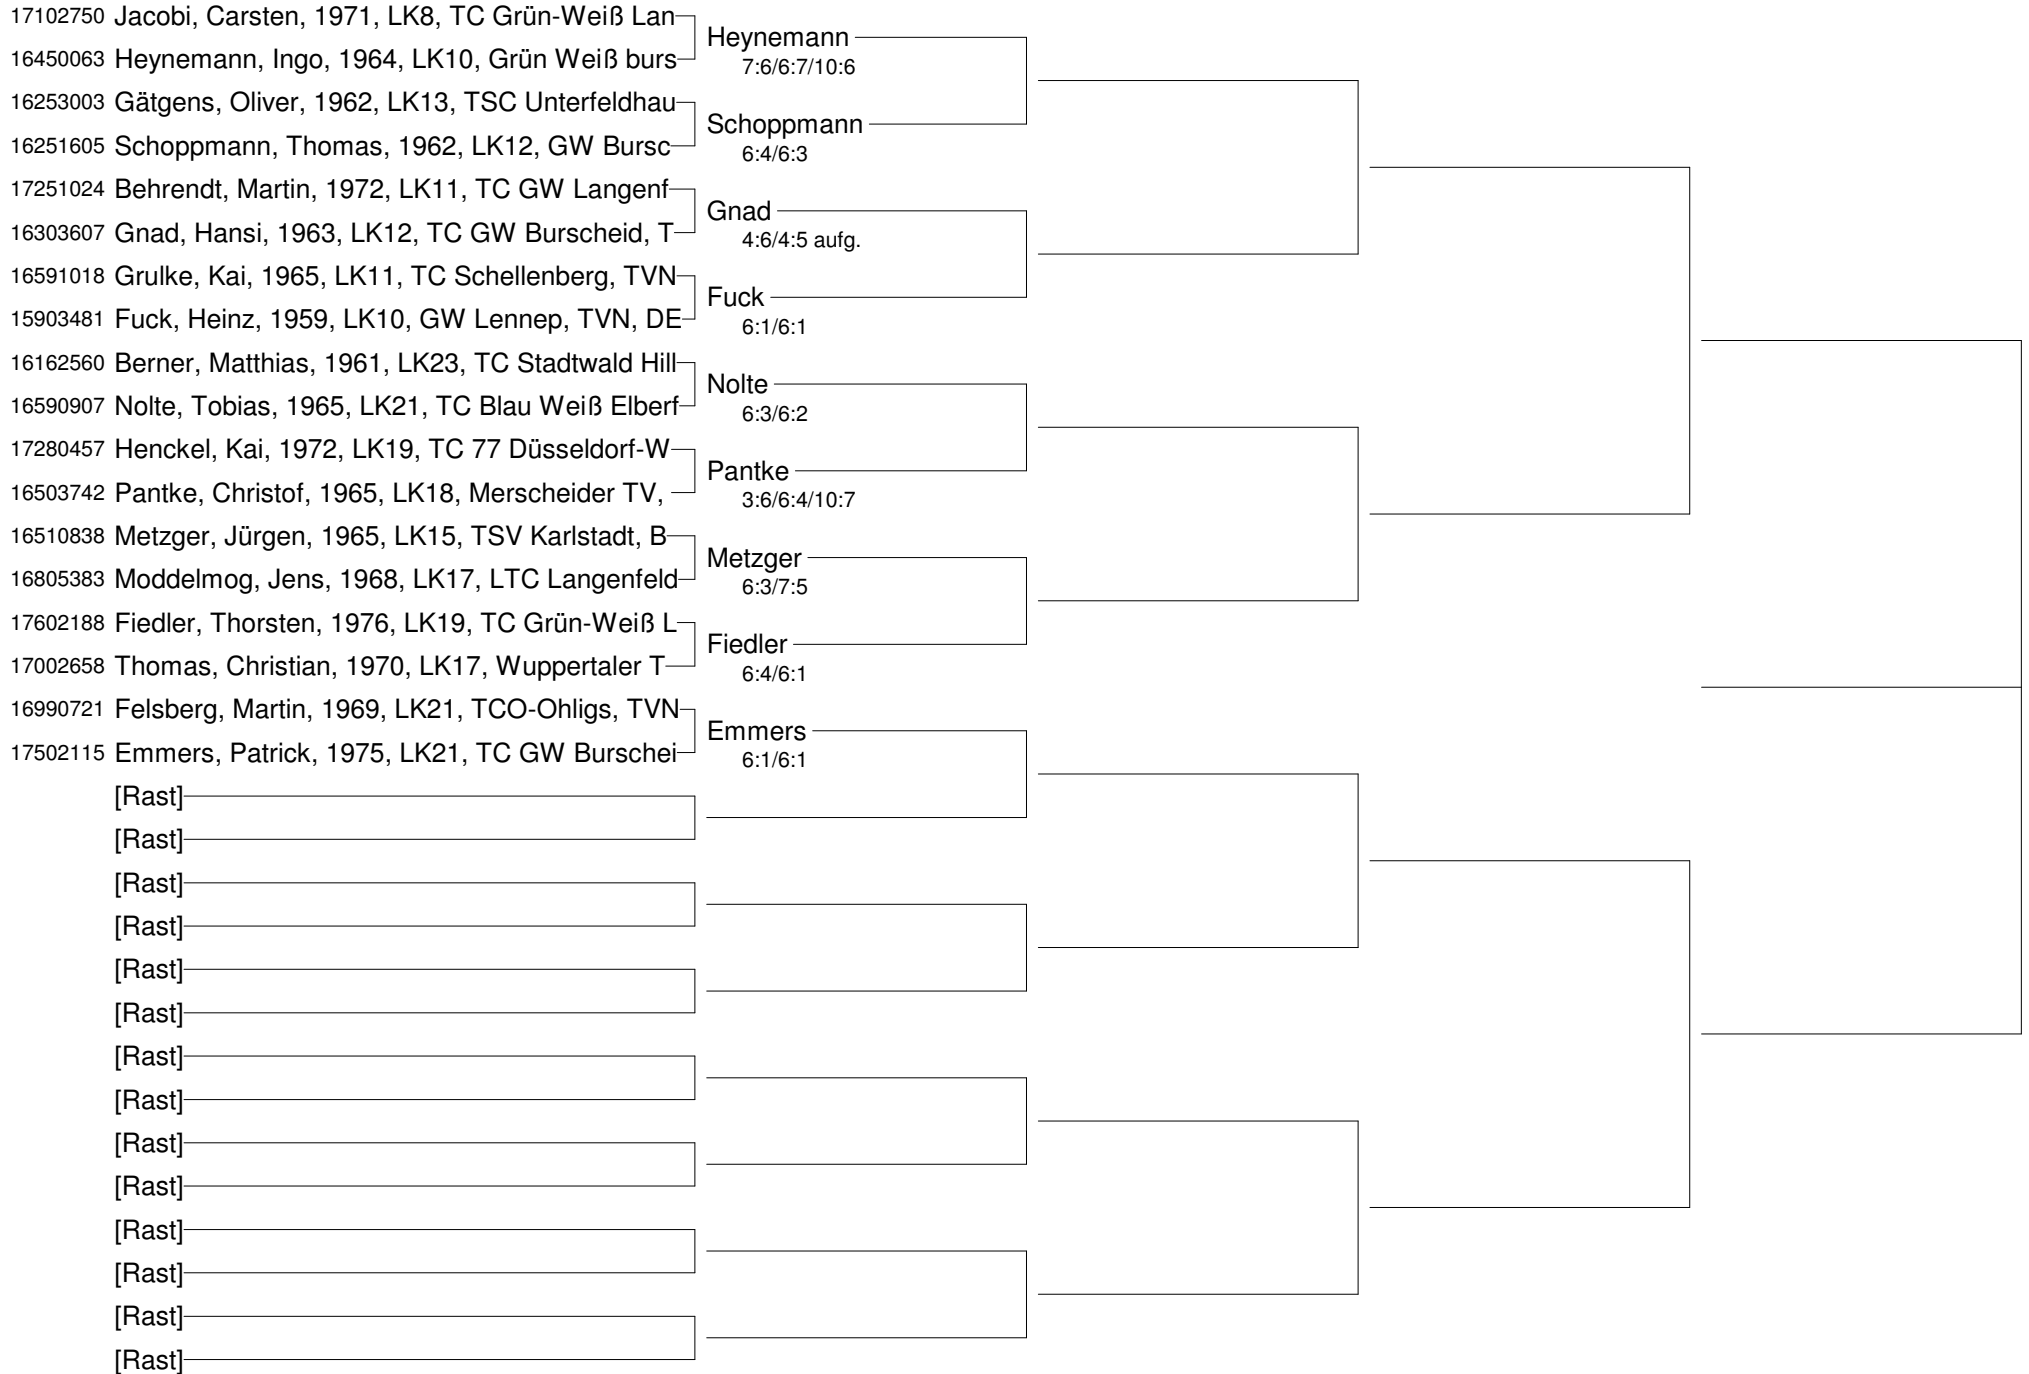 17102750 Jacobi, Carsten, 1971, LK8, TC Grün-Weiß Lan
Heynemann
16450063 Heynemann, Ingo, 1964, LK10, Grün Weiß burs
7:6/6:7/10:6
16253003 Gätgens, Oliver, 1962, LK13, TSC Unterfeldhau
Schoppmann
16251605 Schoppmann, Thomas, 1962, LK12, GW Bursc
6:4/6:3
17251024 Behrendt, Martin, 1972, LK11, TC GW Langenf
Gnad
16303607 Gnad, Hansi, 1963, LK12, TC GW Burscheid, T
4:6/4:5 aufg.
16591018 Grulke, Kai, 1965, LK11, TC Schellenberg, TVN
Fuck
15903481 Fuck, Heinz, 1959, LK10, GW Lennep, TVN, DE
6:1/6:1
16162560 Berner, Matthias, 1961, LK23, TC Stadtwald Hill
Nolte
16590907 Nolte, Tobias, 1965, LK21, TC Blau Weiß Elberf
6:3/6:2
17280457 Henckel, Kai, 1972, LK19, TC 77 Düsseldorf-W
Pantke
16503742 Pantke, Christof, 1965, LK18, Merscheider TV,
3:6/6:4/10:7
16510838 Metzger, Jürgen, 1965, LK15, TSV Karlstadt, B
Metzger
16805383 Moddelmog, Jens, 1968, LK17, LTC Langenfeld
6:3/7:5
17602188 Fiedler, Thorsten, 1976, LK19, TC Grün-Weiß L
Fiedler
17002658 Thomas, Christian, 1970, LK17, Wuppertaler T
6:4/6:1
16990721 Felsberg, Martin, 1969, LK21, TCO-Ohligs, TVN
Emmers
17502115 Emmers, Patrick, 1975, LK21, TC GW Burschei
6:1/6:1
[Rast]
[Rast]
[Rast]
[Rast]
[Rast]
[Rast]
[Rast]
[Rast]
[Rast]
[Rast]
[Rast]
[Rast]
[Rast]
[Rast]